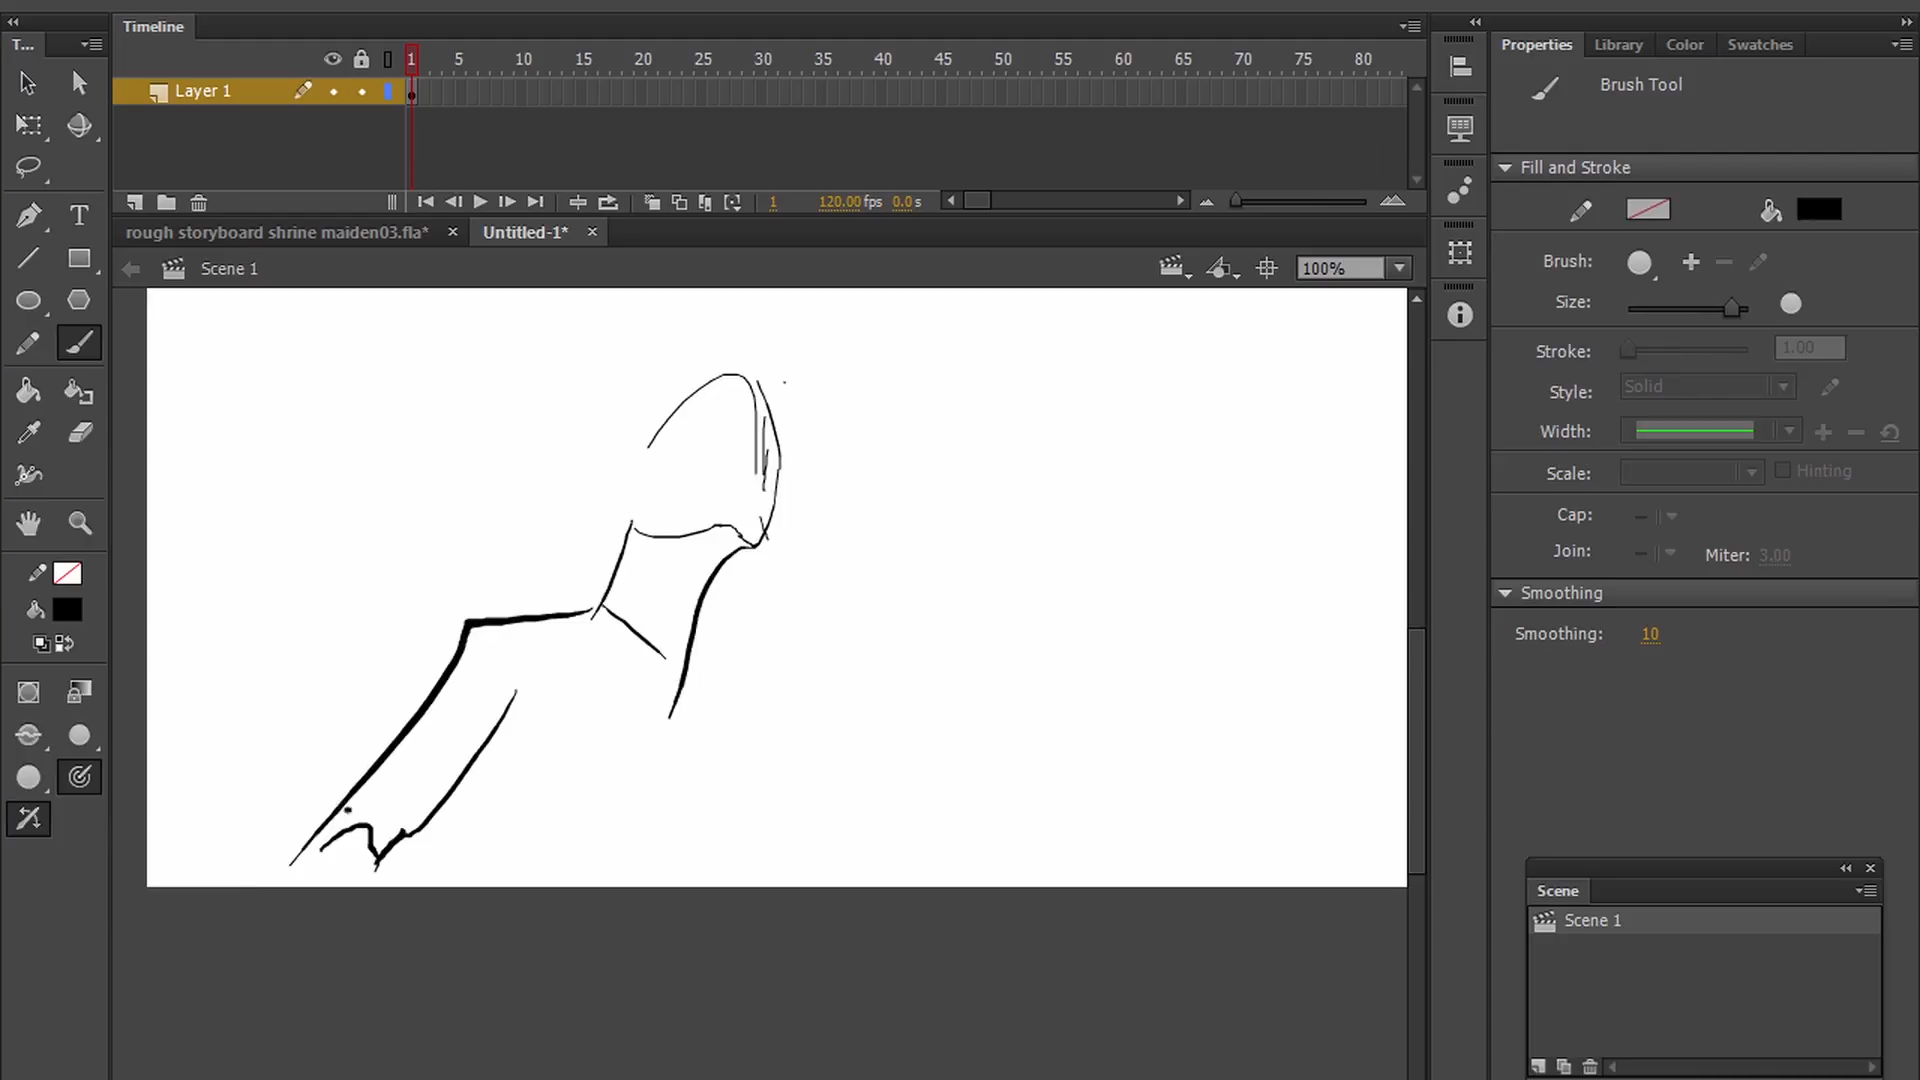 T...
Timeline
1 5 10 15 20 25 30 35 40 45 50 55 60 65 70 75 80
Layer 1
1 120.00 fps 0.0 s
rough storyboard shrine maiden03.fla* Untitled-1*
Scene 1 100%
Properties Library Color Swatches
Brush Tool
Fill and Stroke
Brush:
Size:
Stroke: 1.00
Style: Solid
Width:
Scale: Hinting
Cap:
Join: Miter: 3.00
Smoothing
Smoothing: 10
Scene
Scene 1